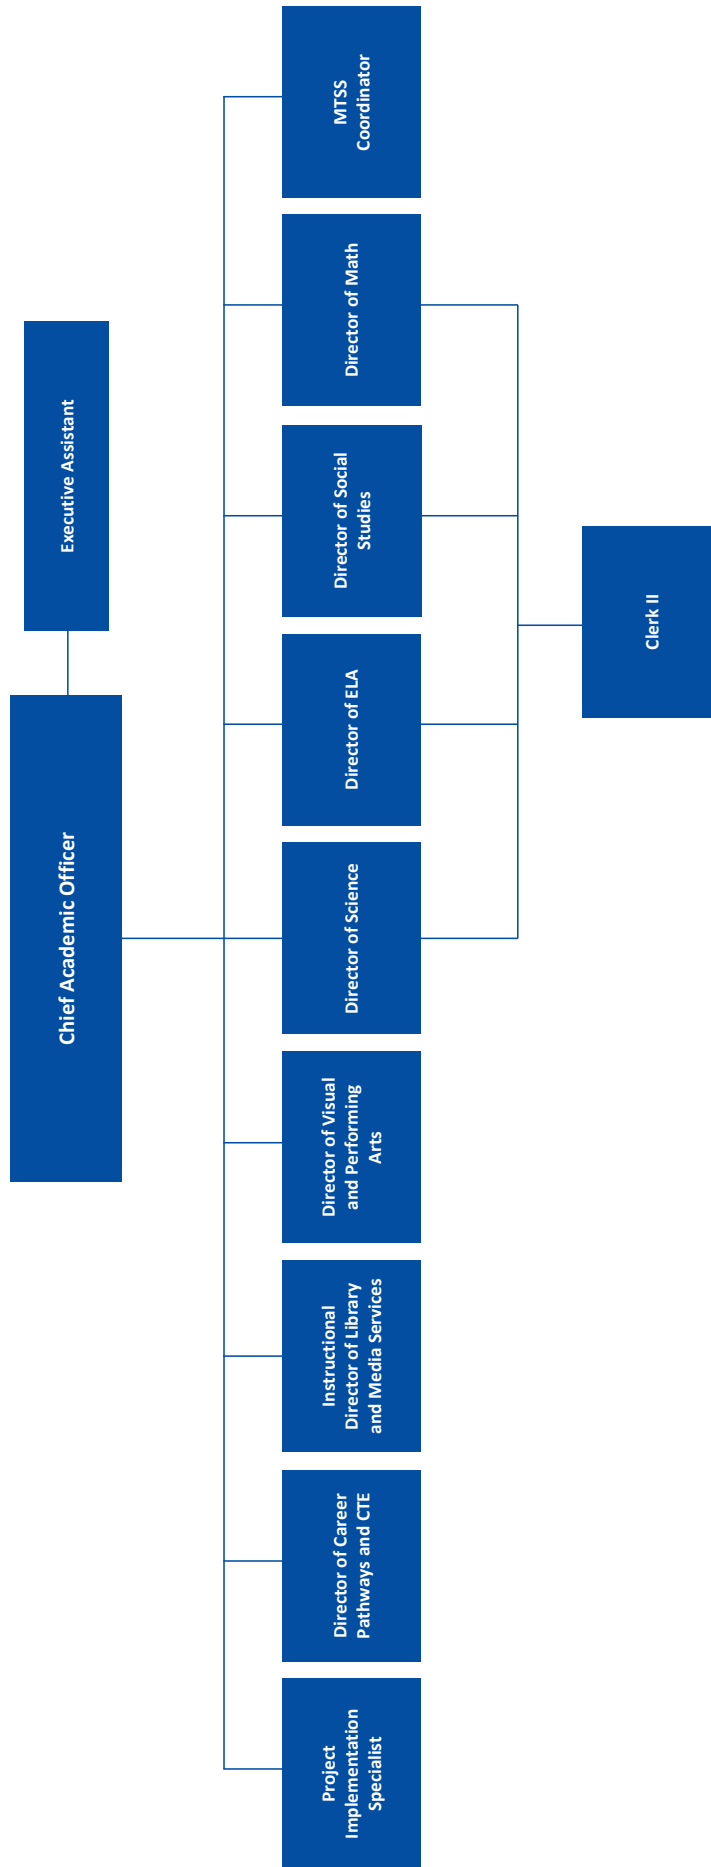 Chief Academic Officer
Executive Assistant
Project
Implementation
Specialist
Director of Career
Pathways and CTE
Instructional
Director of Library
and Media Services
Director of Visual
and Performing
Arts
Director of Science
Director of ELA
Director of Social
Studies
Director of Math
MTSS
Coordinator
Clerk II